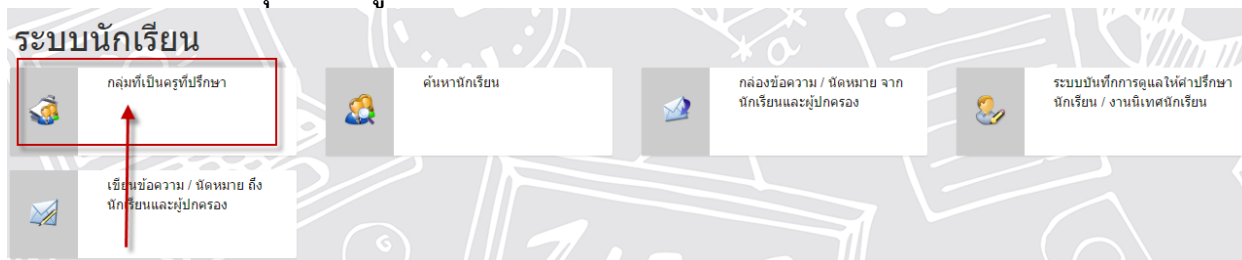 ระบบนักเรียน
กลุ่มที่เป็นครูที่ปรึกษา
ค้นหานักเรียน
กล่องข้อความ / นัดหมาย จาก
นักเรียนและผู้ปกครอง
ระบบบันทึกการดูแลให้คำปรึกษา
นักเรียน / งานนิเทศนักเรียน
เขียนข้อความ / นัดหมาย ถึง
นักเรียนและผู้ปกครอง